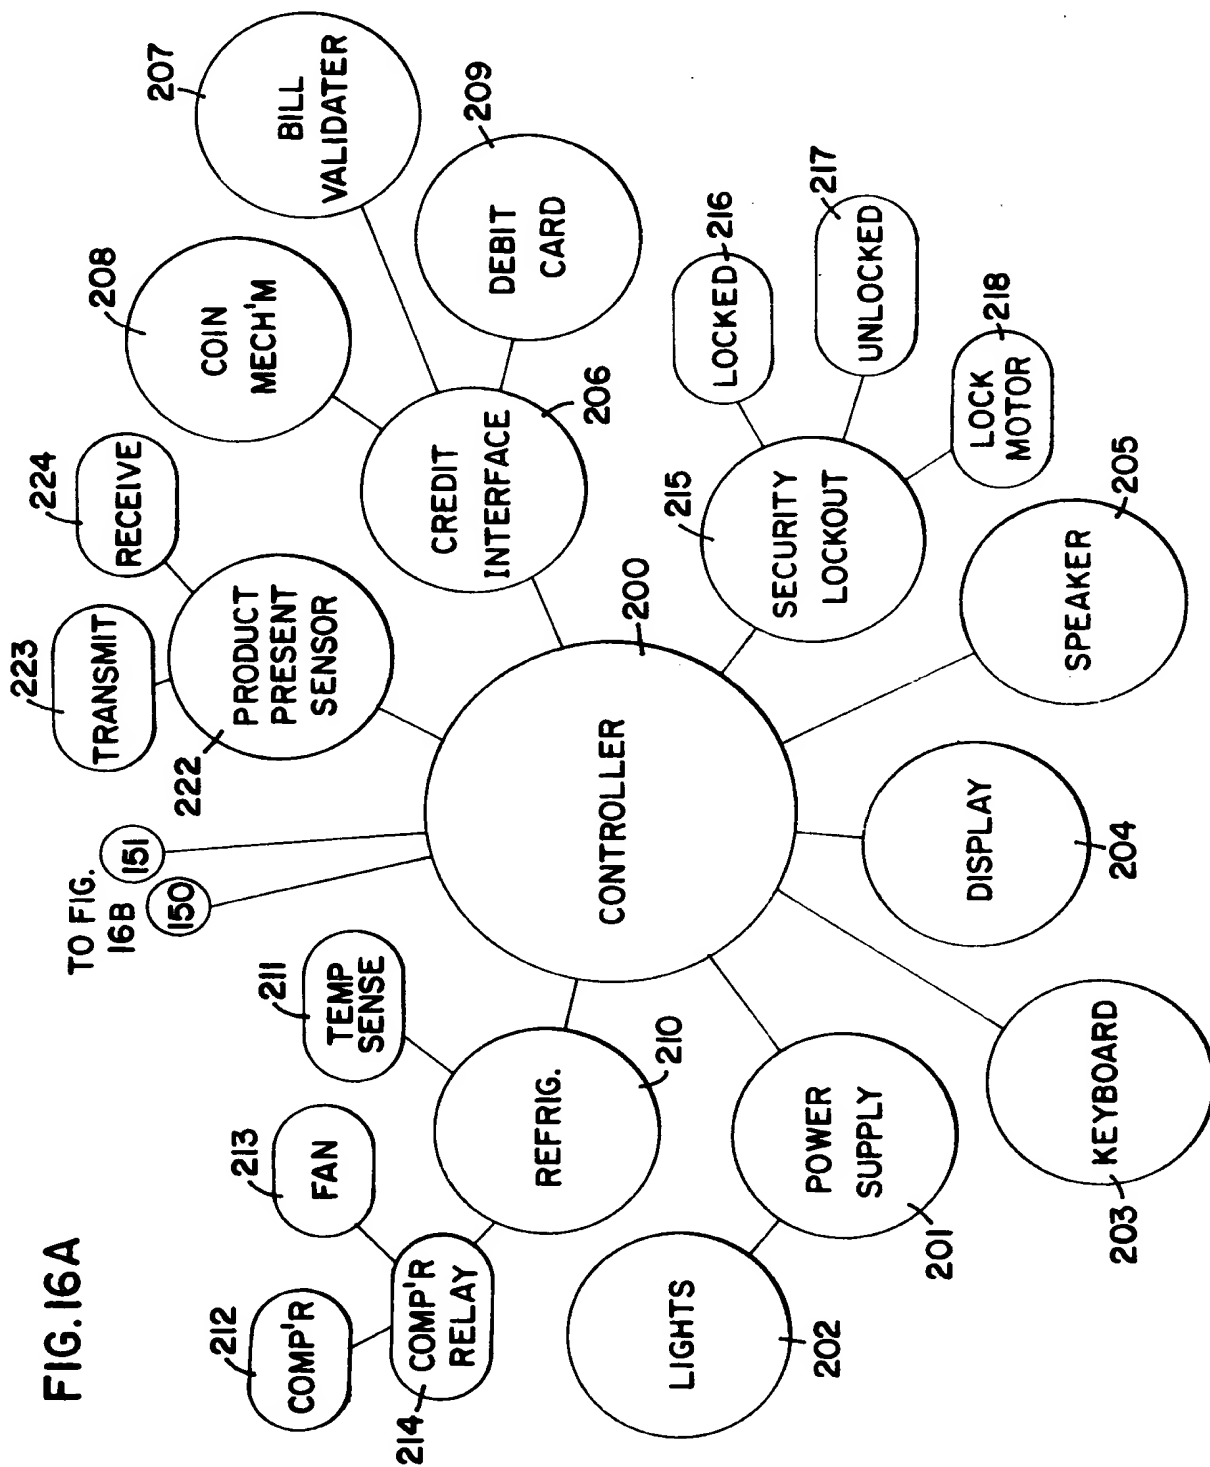 FIG.16A
TO FIG.
16B
151
150
223
TRANSMIT
224
RECEIVE
222
PRODUCT
PRESENT
SENSOR
208
COIN
MECH'M
207
BILL
VALIDATER
209
DEBIT
CARD
CREDIT
INTERFACE
206
212
COMP'R
213
FAN
211
TEMP
SENSE
214
COMP'R
RELAY
REFRIG.
210
CONTROLLER
200
215
SECURITY
LOCKOUT
LOCKED
216
UNLOCKED
217
LOCK
MOTOR
218
LIGHTS
202
POWER
SUPPLY
201
KEYBOARD
203
DISPLAY
204
SPEAKER
205